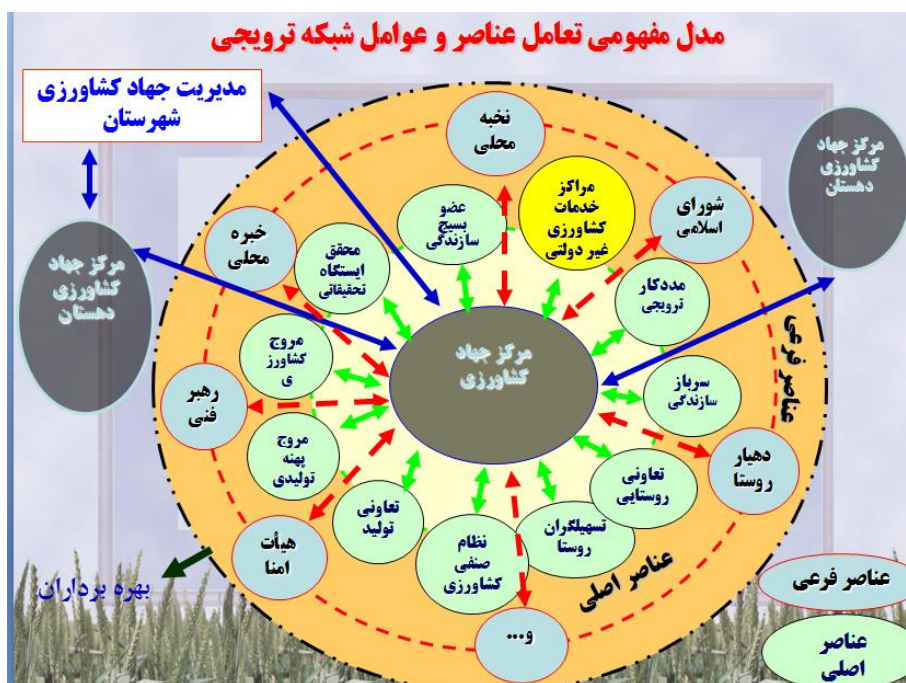 مدل مفهومی تعامل عناصر و عوامل شبکه ترویجی
مدیریت جهاد کشاورزی
شهرستان
مرکز جهاد
کشاورزی
دهستان
نخبه
محلی
شورای
اسلامی
دهیار
روستا
و...
هیأت
امنا
رهبر
فنی
خبره
محلی
عضو
بسیج
سازندگی
مراکز
خدمات
کشاورزی
غیر دولتی
مددکار
ترویجی
سرباز
سازندگی
تعاونی
روستایی
تسهیلگران
روستا
نظام
صنفی
کشاورزی
تعاونی
تولید
مروج
پهنه
تولیدی
مروج
کشاورز
ی
محقق
ایستگاه
تحقیقاتی
مرکز جهاد
کشاورزی
مرکز جهاد
کشاورزی
دهستان
عناصر فرعی
عناصر اصلی
بهره برداران
عناصر فرعی
عناصر
اصلی